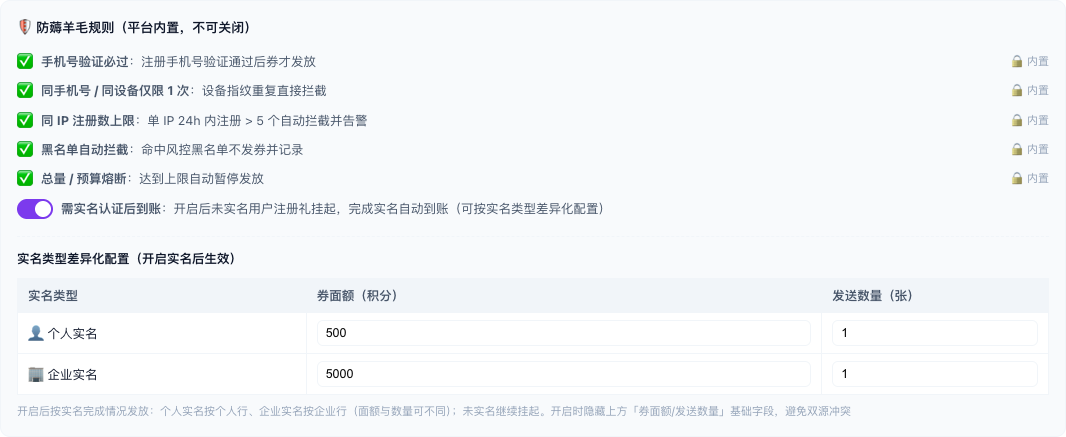 防薅羊毛规则（平台内置，不可关闭）
手机号验证必过：注册手机号验证通过后券才发放 内置
同手机号 / 同设备仅限 1 次：设备指纹重复直接拦截 内置
同 IP 注册数上限：单 IP 24h 内注册 > 5 个自动拦截并告警 内置
黑名单自动拦截：命中风控黑名单不发券并记录 内置
总量 / 预算熔断：达到上限自动暂停发放 内置
需实名认证后到账：开启后未实名用户注册礼挂起，完成实名自动到账（可按实名类型差异化配置）
实名类型差异化配置（开启实名后生效）
实名类型 券面额（积分） 发送数量（张）
个人实名 500 1
企业实名 5000 1
开启后按实名完成情况发放：个人实名按个人行、企业实名按企业行（面额与数量可不同）；未实名继续挂起。开启时隐藏上方「券面额/发送数量」基础字段，避免双源冲突